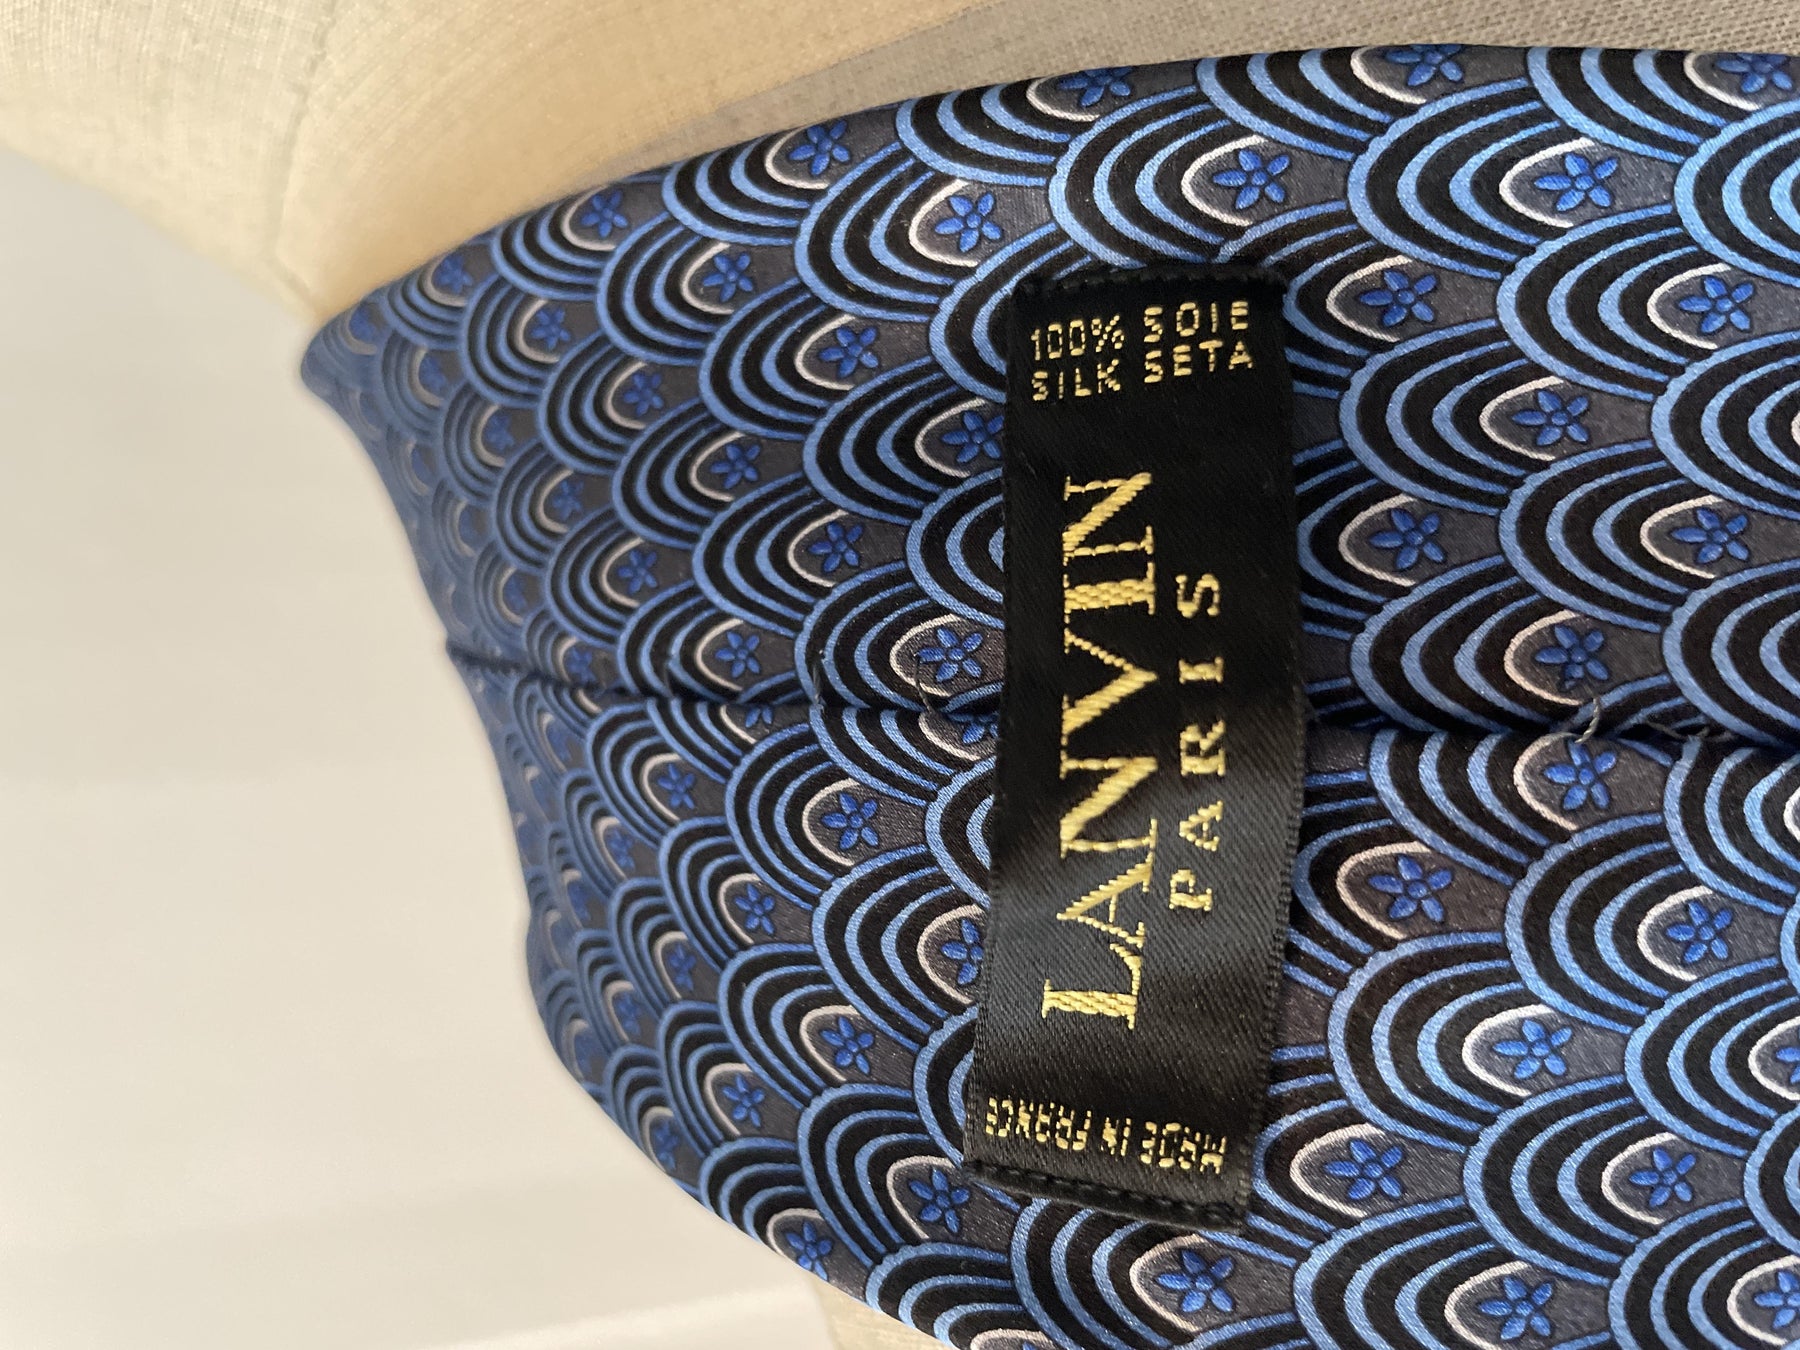 100% SOIE
SILK SETA
LANVIN
PARIS
MADE IN FRANCE